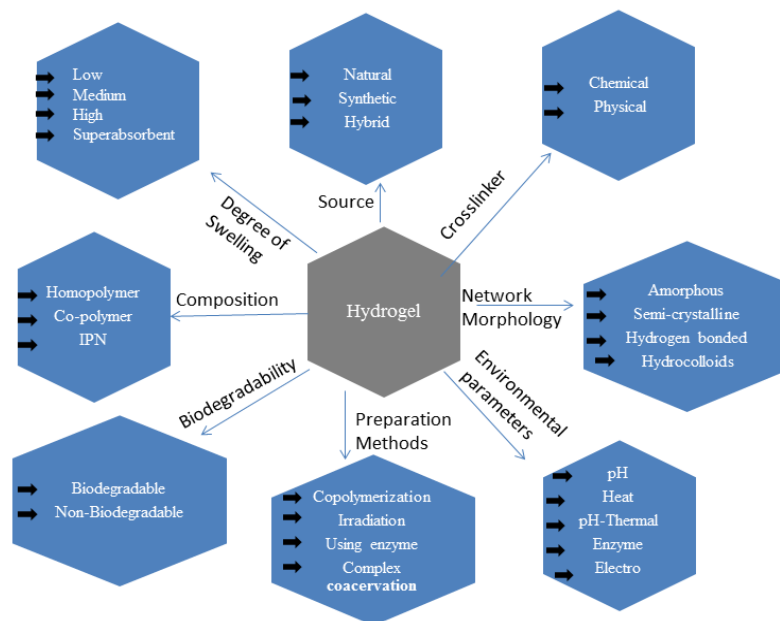 Low
Medium
High
Superabsorbent
Natural
Synthetic
Hybrid
Chemical
Physical
Degree of
Swelling
Source
Crosslinker
Homopolymer
Co-polymer
IPN
Composition
Hydrogel
Network
Morphology
Amorphous
Semi-crystalline
Hydrogen bonded
Hydrocolloids
Biodegradability
Preparation
Methods
Environmental
parameters
Biodegradable
Non-Biodegradable
Copolymerization
Irradiation
Using enzyme
Complex
coacervation
pH
Heat
pH-Thermal
Enzyme
Electro